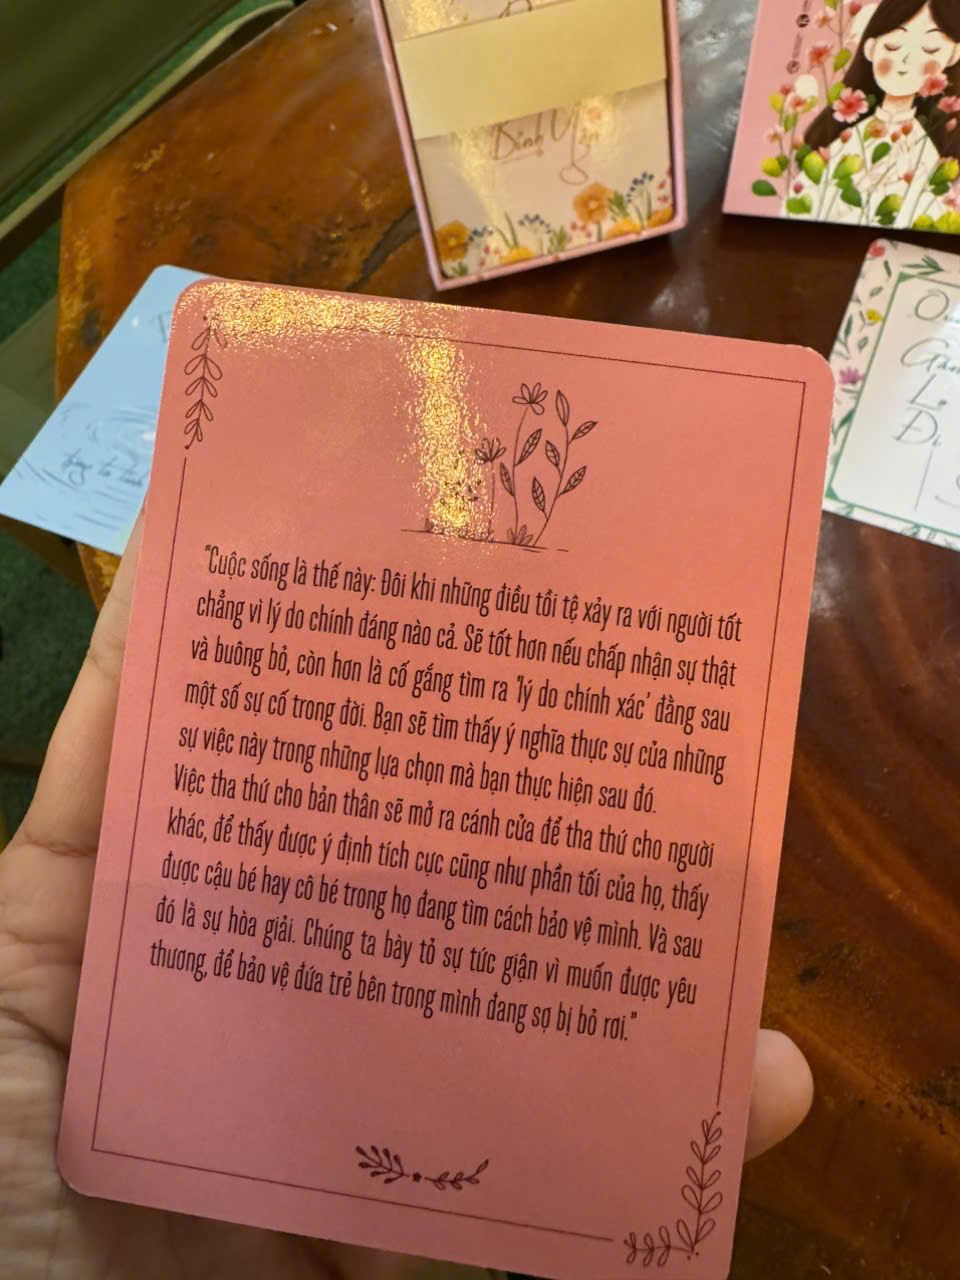 Bình Yên
"Cuộc sống là thế này: Đôi khi những điều tồi tệ xảy ra với người tốt
chẳng vì lý do chính đáng nào cả. Sẽ tốt hơn nếu chấp nhận sự thật
và buông bỏ, còn hơn là cố gắng tìm ra 'lý do chính xác' đằng sau
một số sự cố trong đời. Bạn sẽ tìm thấy ý nghĩa thực sự của những
sự việc này trong những lựa chọn mà bạn thực hiện sau đó.
Việc tha thứ cho bản thân sẽ mở ra cánh cửa để tha thứ cho người
khác, để thấy được ý định tích cực cũng như phần tối của họ, thấy
được cậu bé hay cô bé trong họ đang tìm cách bảo vệ mình. Và sau
đó là sự hòa giải. Chúng ta bày tỏ sự tức giận vì muốn được yêu
thương, để bảo vệ đứa trẻ bên trong mình đang sợ bị bỏ rơi."